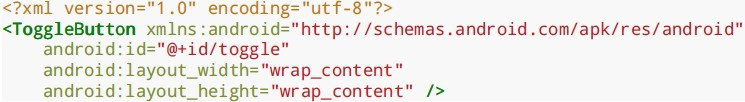 <?xml version="1.0" encoding="utf-8"?>
<ToggleButton xmlns:android="http://schemas.android.com/apk/res/android"
    android:id="@+id/toggle"
    android:layout_width="wrap_content"
    android:layout_height="wrap_content" />